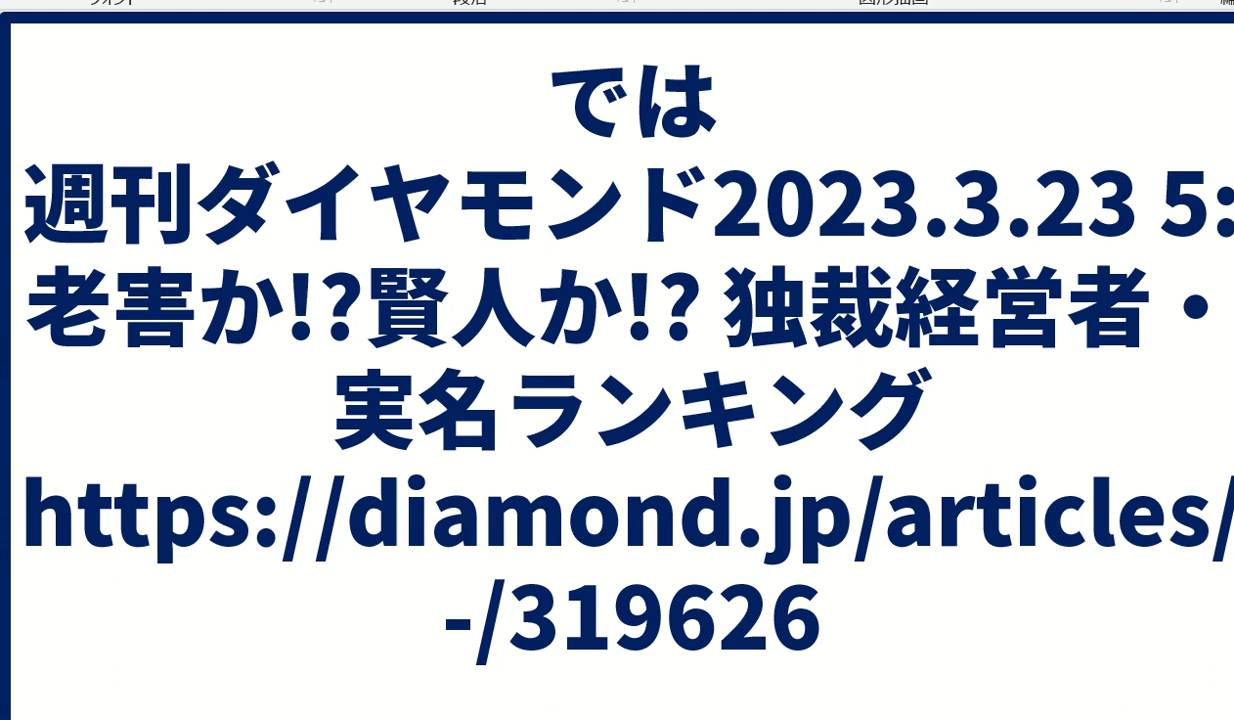 では
週刊ダイヤモンド2023.3.23 5:
老害か!?賢人か!? 独裁経営者・
実名ランキング
https://diamond.jp/articles/
-/319626